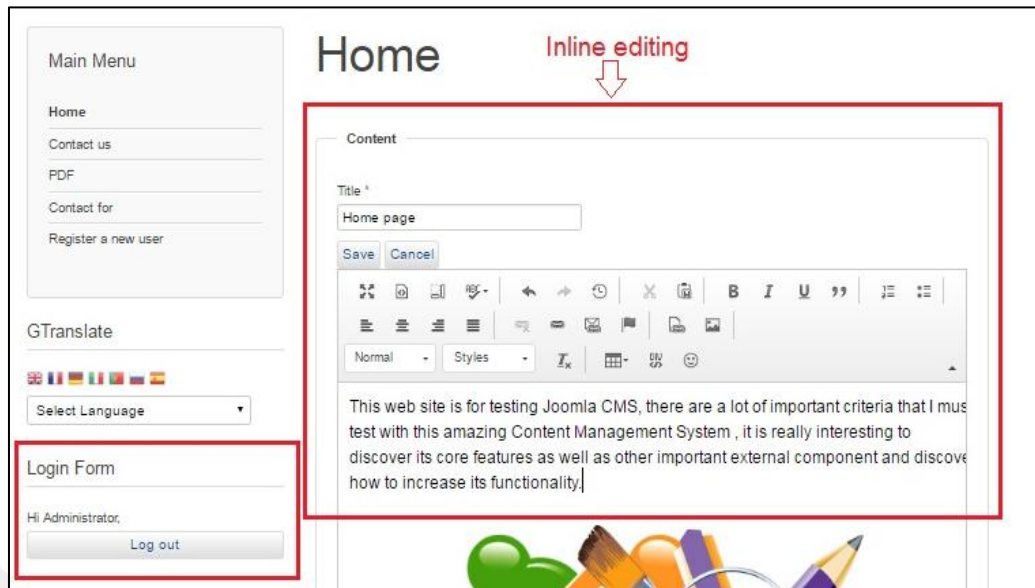 Main Menu
Home
Contact us
PDF
Contact for
Register a new user
GTranslate
Select Language
Login Form
Hi Administrator,
Log out
Home
Inline editing
Content
Title *
Home page
Save Cancel
ABC
B I U
Normal Styles
This web site is for testing Joomla CMS, there are a lot of important criteria that I mus
test with this amazing Content Management System , it is really interesting to
discover its core features as well as other important external component and discove
how to increase its functionality.